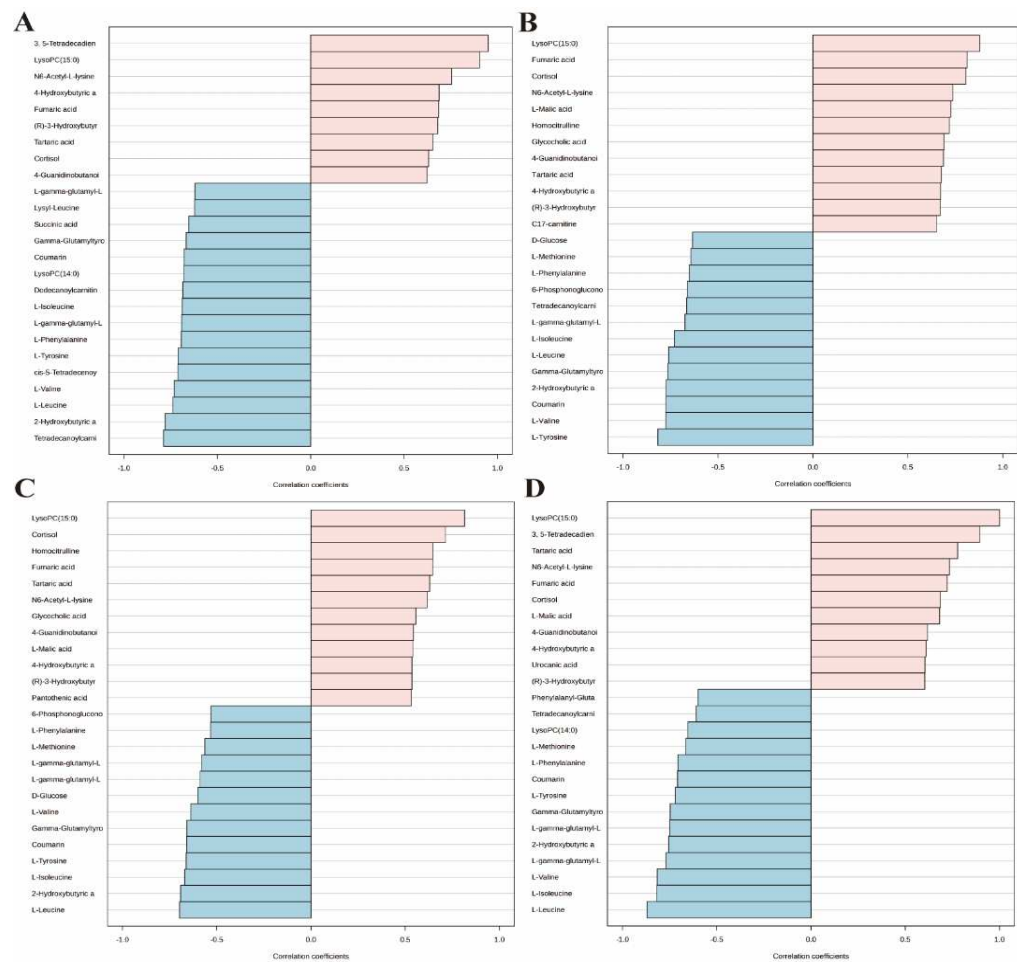 A
3, 5-Tetradecadien
LysoPC(15:0)
N6-Acetyl-L-lysine
4-Hydroxybutyric a
Fumaric acid
(R)-3-Hydroxybutyr
Tartaric acid
Cortisol
4-Guanidinobutanoi
L-gamma-glutamyl-L
Lysyl-Leucine
Succinic acid
Gamma-Glutamyltyro
Coumarin
LysoPC(14:0)
Dodecanoylcarnitin
L-Isoleucine
L-gamma-glutamyl-L
L-Phenylalanine
L-Tyrosine
cis-5-Tetradecenoy
L-Valine
L-Leucine
2-Hydroxybutyric a
Tetradecanoylcarni
-1.0 -0.5 0.0 0.5 1.0
Correlation coefficients
B
LysoPC(15:0)
Fumaric acid
Cortisol
N6-Acetyl-L-lysine
L-Malic acid
Homocitrulline
Glycocholic acid
4-Guanidinobutanoi
Tartaric acid
4-Hydroxybutyric a
(R)-3-Hydroxybutyr
C17-carnitine
D-Glucose
L-Methionine
L-Phenylalanine
6-Phosphonoglucono
Tetradecanoylcarni
L-gamma-glutamyl-L
L-Isoleucine
L-Leucine
Gamma-Glutamyltyro
2-Hydroxybutyric a
Coumarin
L-Valine
L-Tyrosine
-1.0 -0.5 0.0 0.5 1.0
Correlation coefficients
C
LysoPC(15:0)
Cortisol
Homocitrulline
Fumaric acid
Tartaric acid
N6-Acetyl-L-lysine
Glycocholic acid
4-Guanidinobutanoi
L-Malic acid
4-Hydroxybutyric a
(R)-3-Hydroxybutyr
Pantothenic acid
6-Phosphonoglucono
L-Phenylalanine
L-Methionine
L-gamma-glutamyl-L
L-gamma-glutamyl-L
D-Glucose
L-Valine
Gamma-Glutamyltyro
Coumarin
L-Tyrosine
L-Isoleucine
2-Hydroxybutyric a
L-Leucine
-1.0 -0.5 0.0 0.5 1.0
Correlation coefficients
D
LysoPC(15:0)
3, 5-Tetradecadien
Tartaric acid
N6-Acetyl-L-lysine
Fumaric acid
Cortisol
L-Malic acid
4-Guanidinobutanoi
4-Hydroxybutyric a
Urocanic acid
(R)-3-Hydroxybutyr
Phenylalanyl-Gluta
Tetradecanoylcarni
LysoPC(14:0)
L-Methionine
L-Phenylalanine
Coumarin
L-Tyrosine
Gamma-Glutamyltyro
L-gamma-glutamyl-L
2-Hydroxybutyric a
L-gamma-glutamyl-L
L-Valine
L-Isoleucine
L-Leucine
-1.0 -0.5 0.0 0.5 1.0
Correlation coefficients